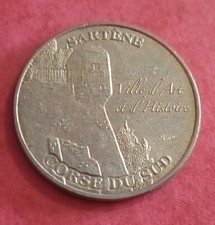 SARTÈNE
Ville d'Art
et d'Histoire
CORSE DU SUD